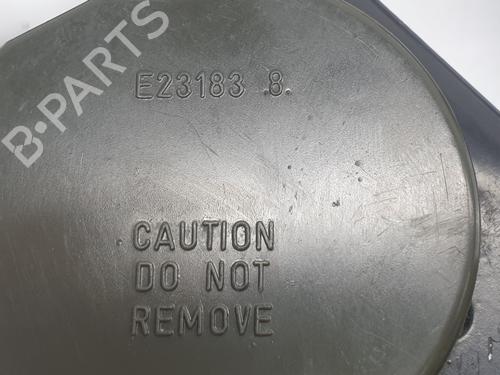 B-PARTS
E23183 8
CAUTION
DO NOT
REMOVE